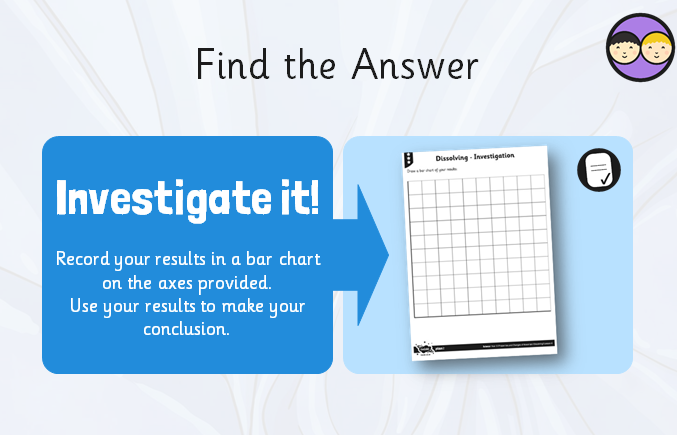 Find the Answer
Investigate it!
Record your results in a bar chart
on the axes provided.
Use your results to make your
conclusion.
Dissolving - Investigation
Draw a bar chart of your results.